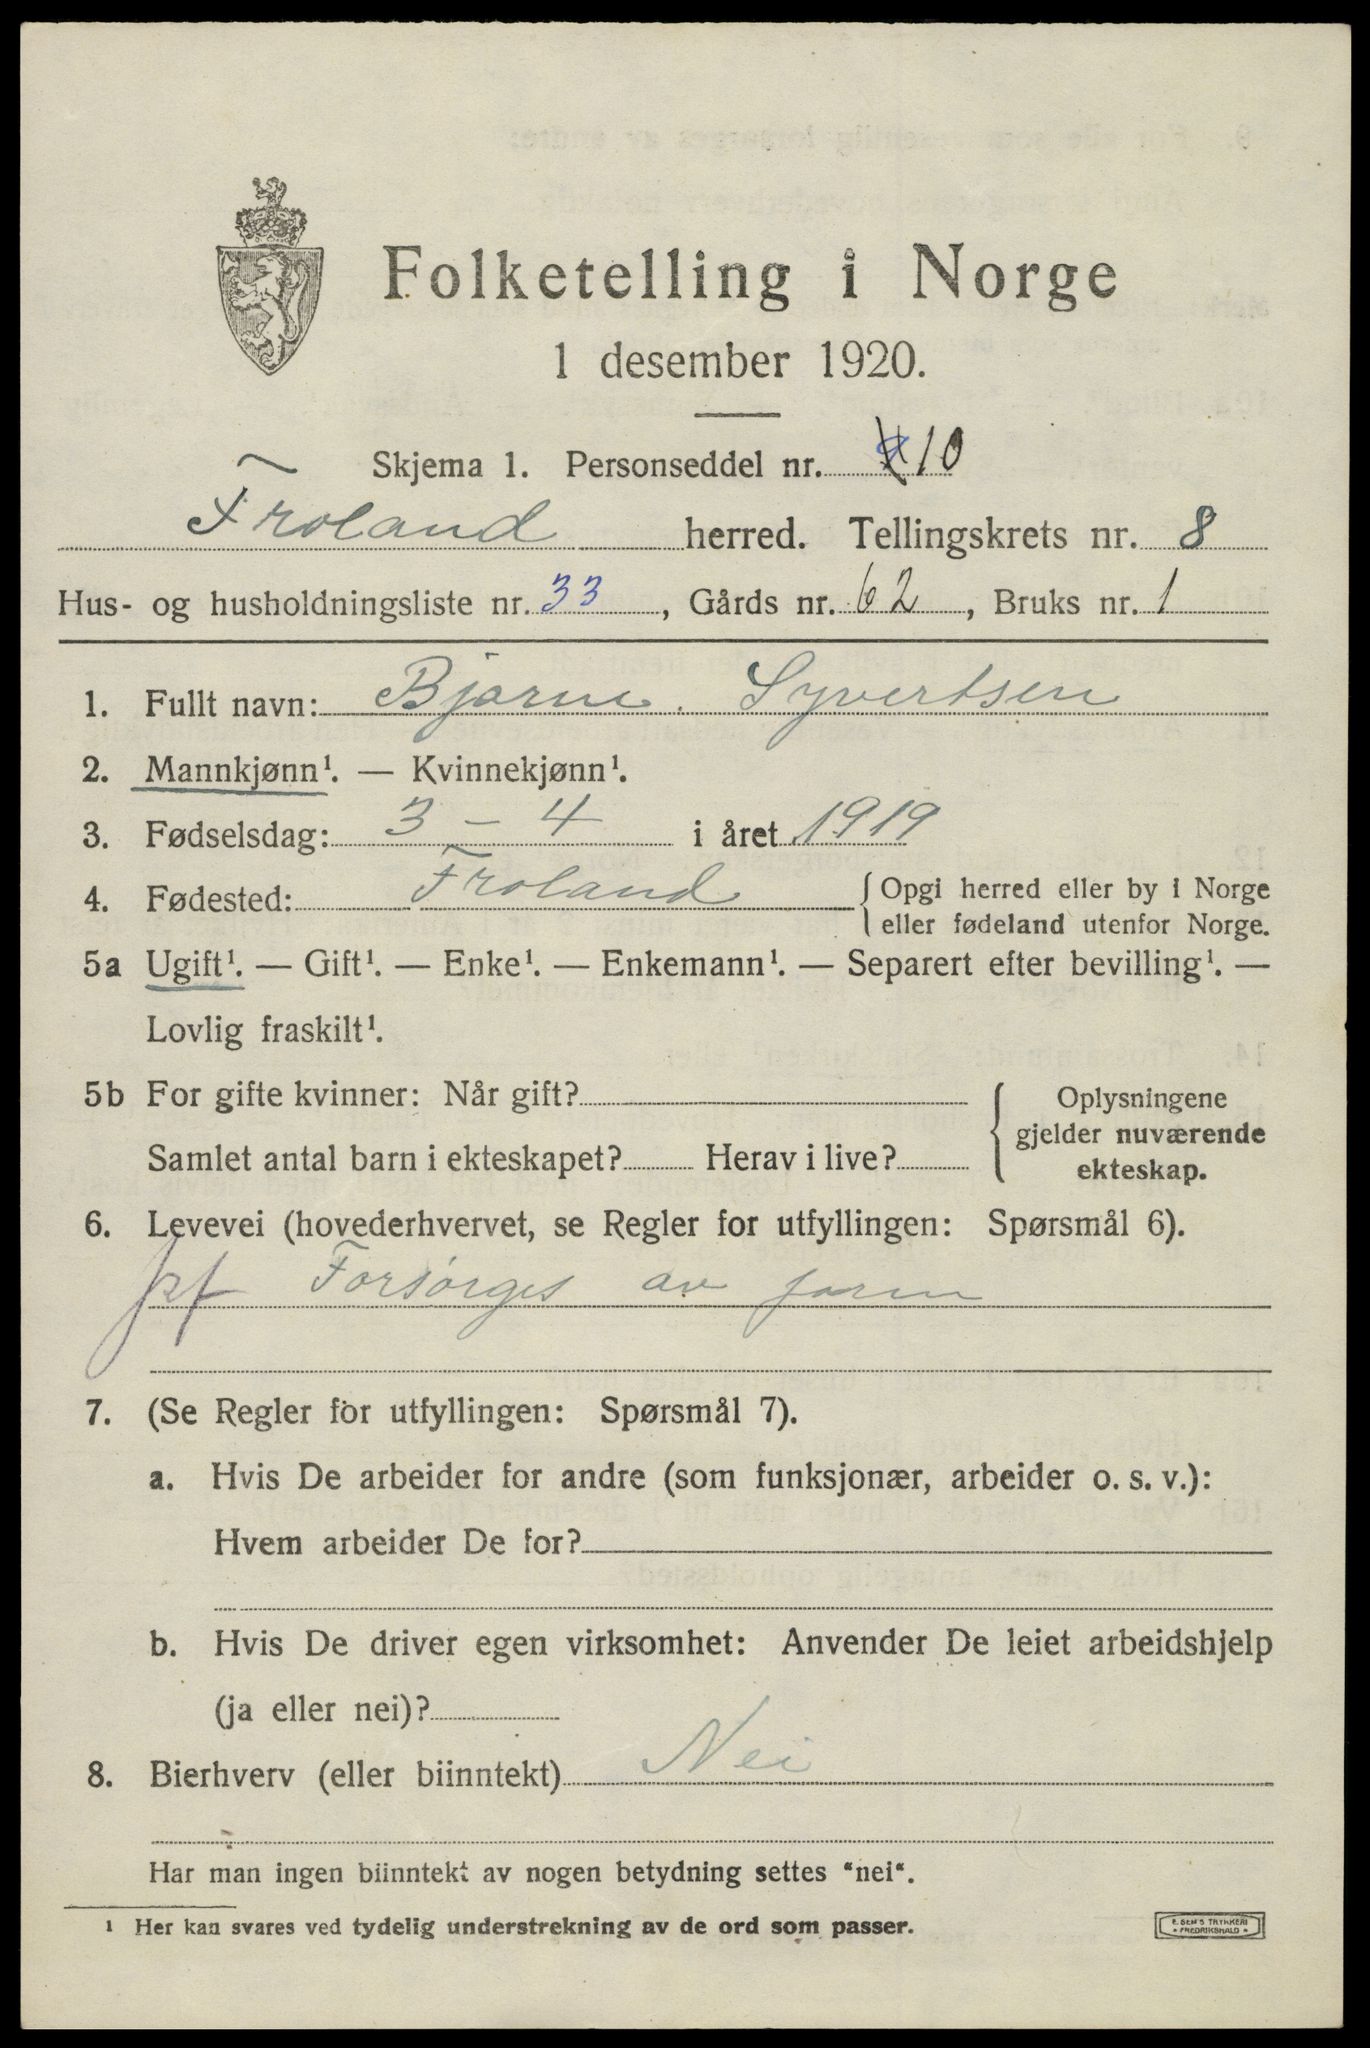 Folketelling i Norge
1 desember 1920.
Skjema 1. Personseddel nr. 10
Froland herred. Tellingskrets nr. 8
Hus- og husholdningsliste nr. 33, Gårds nr. 62, Bruks nr. 1
1. Fullt navn: Bjarne Syvertsen
2. Mannkjønn¹. — Kvinnekjønn¹.
3. Fødselsdag: 3 - 4 i året 1919
4. Fødested: Froland { Opgi herred eller by i Norge
eller fødeland utenfor Norge.
5a Ugift¹. — Gift¹. — Enke¹. — Enkemann¹. — Separert efter bevilling¹. —
Lovlig fraskilt¹.
5b For gifte kvinner: Når gift?
Samlet antal barn i ekteskapet? Herav i live?
Oplysningene
gjelder nuværende
ekteskap.
6. Levevei (hovederhvervet, se Regler for utfyllingen: Spørsmål 6).
Forsörges av
7. (Se Regler for utfyllingen: Spørsmål 7).
a. Hvis De arbeider for andre (som funksjonær, arbeider o. s. v.):
Hvem arbeider De for?
b. Hvis De driver egen virksomhet: Anvender De leiet arbeidshjelp
(ja eller nei)?
8. Bierhverv (eller biinntekt) Nei
Har man ingen biinntekt av nogen betydning settes "nei".
1 Her kan svares ved tydelig understrekning av de ord som passer.
E. SEM'S TRYKKERI
FREDRIKSHALD